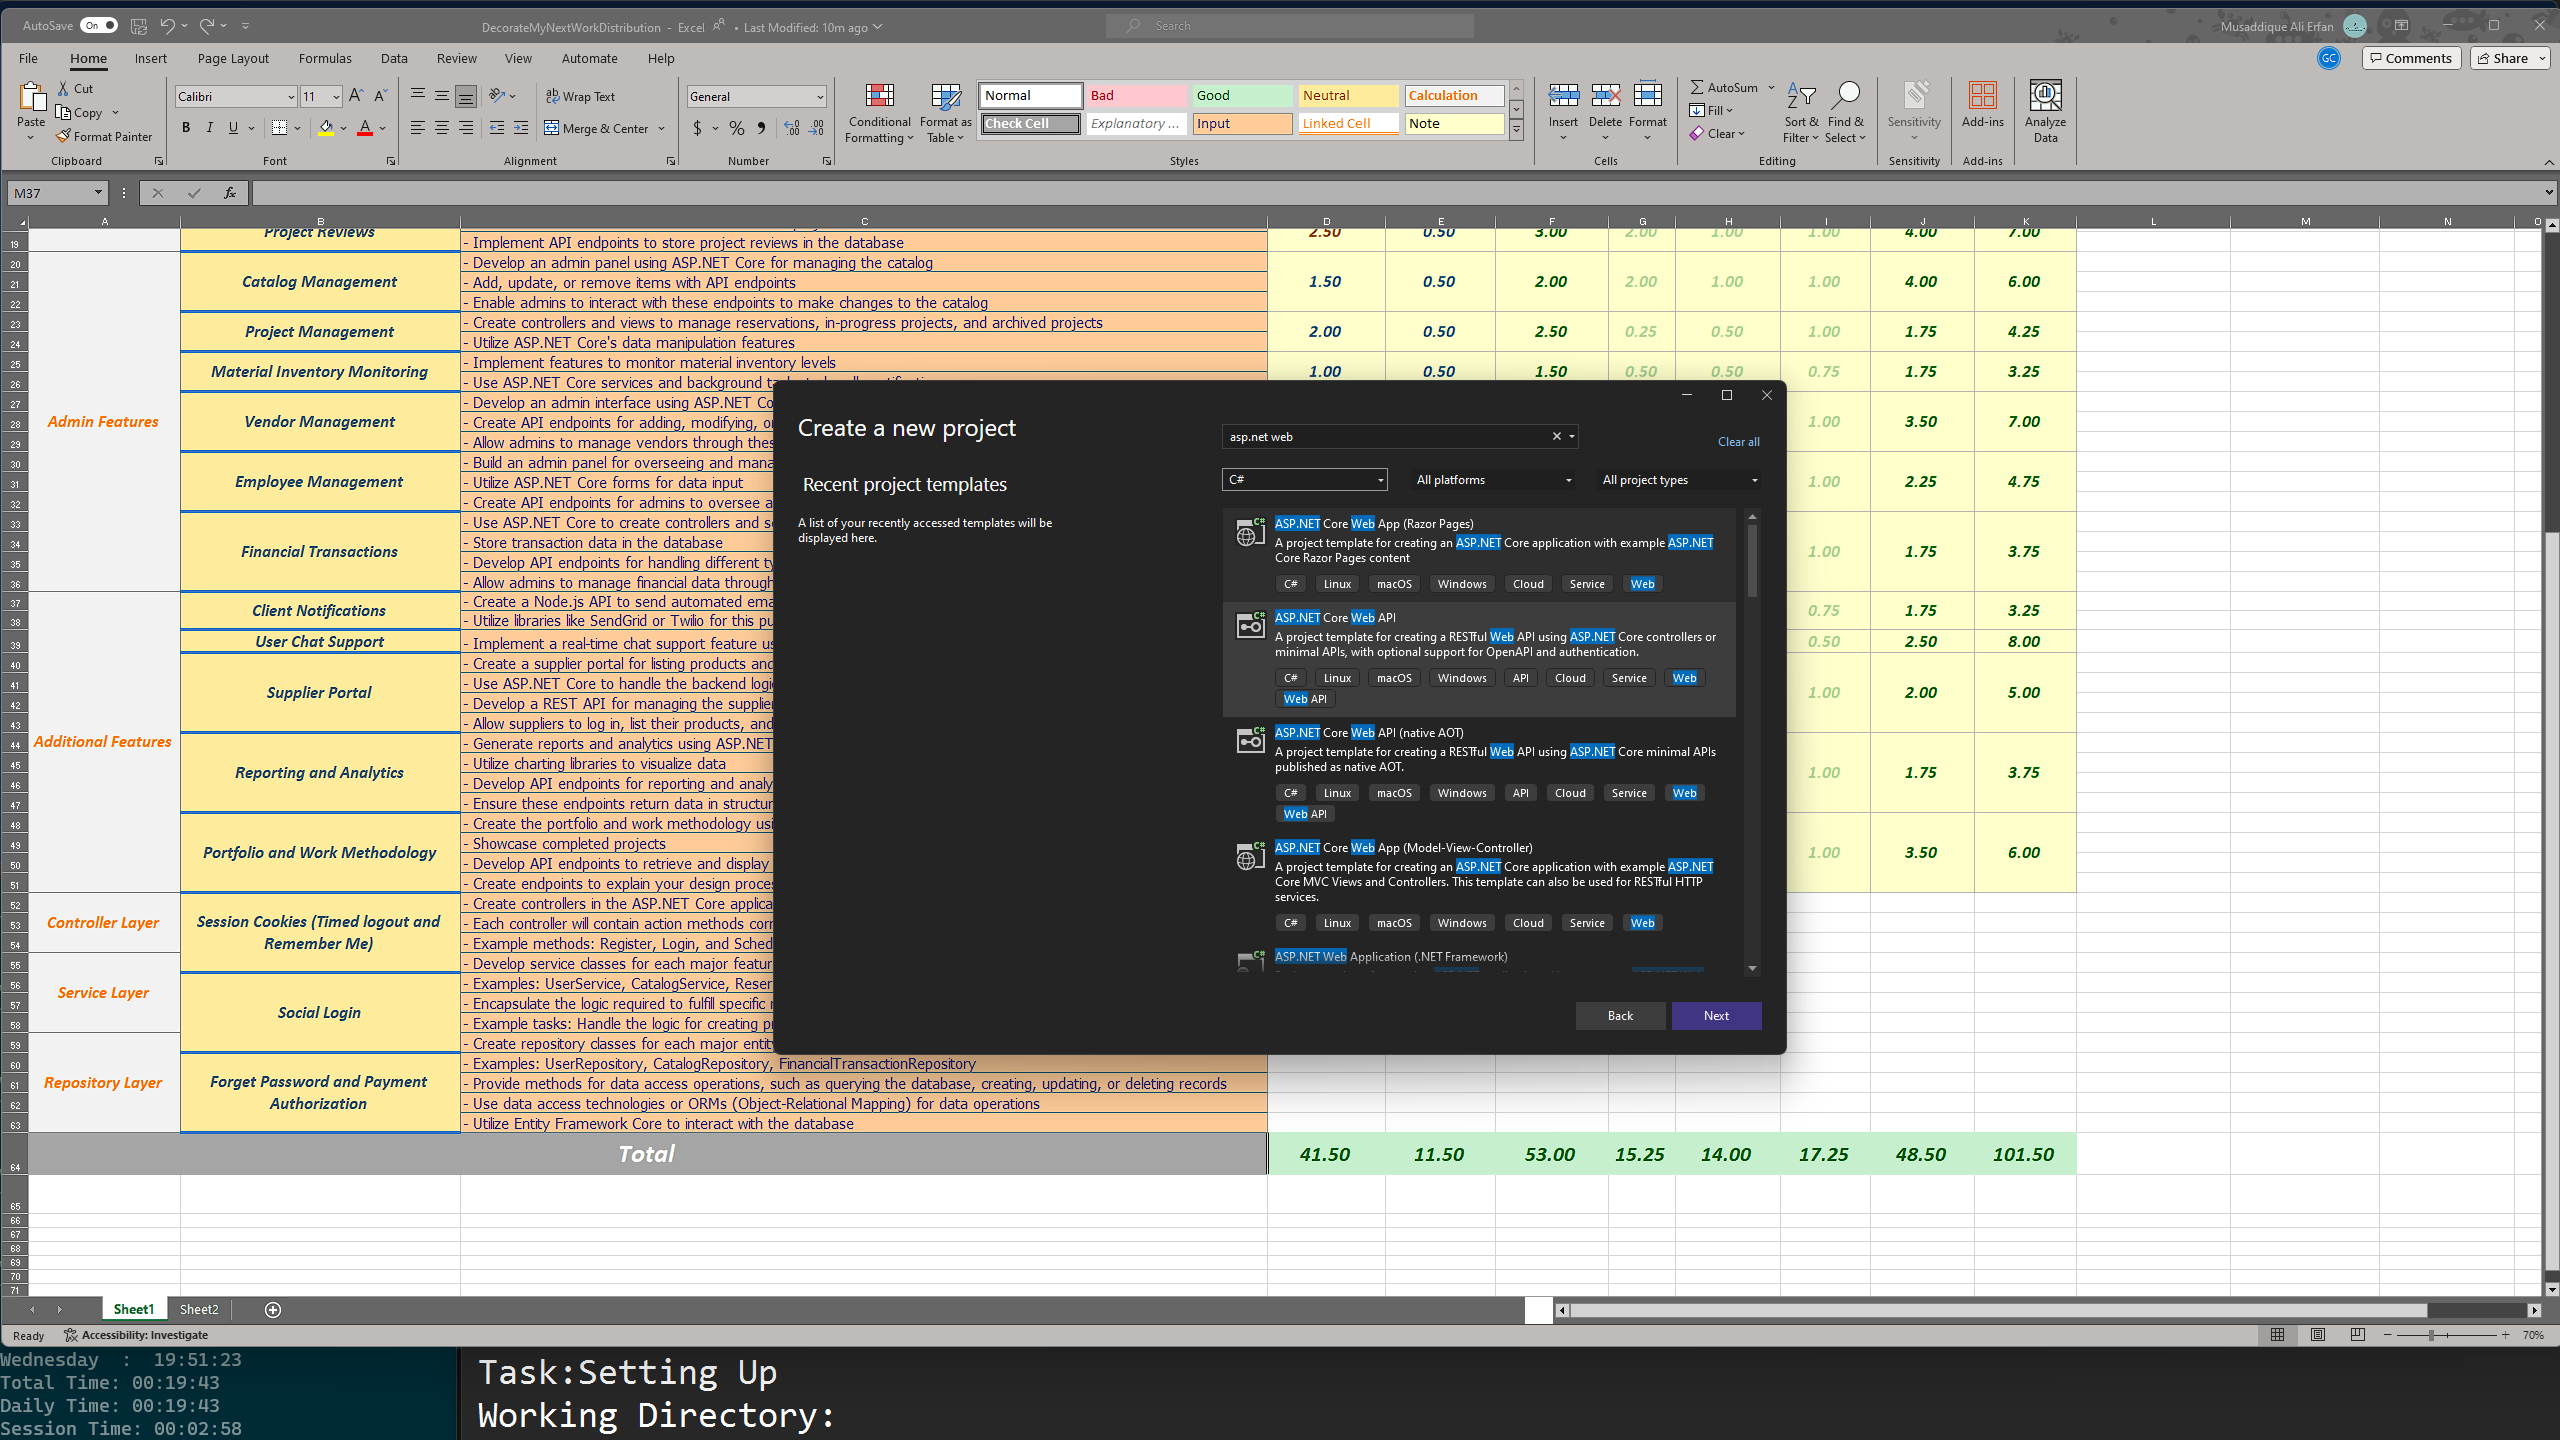 AutoSave On DecorateMyNextWorkDistribution - Excel • Last Modified: 10m ago Search Musaddique Ali Erfan
File Home Insert Page Layout Formulas Data Review View Automate Help GC Comments Share
Paste Cut Copy Format Painter Clipboard
Calibri 11 B I U Font
Wrap Text Merge & Center Alignment
General $ % Number
Conditional Formatting Format as Table
Normal Bad Good Neutral Calculation
Check Cell Explanatory ... Input Linked Cell Note
Styles
Insert Delete Format Cells
AutoSum Fill Clear Sort & Filter Find & Select Editing
Sensitivity Sensitivity
Add-ins Add-ins
Analyze Data
M37 fx
A B C D E F G H I J K L M N O
19 Project Reviews - Implement API endpoints to store project reviews in the database 2.50 0.50 3.00 2.00 1.00 1.00 4.00 7.00
20 - Develop an admin panel using ASP.NET Core for managing the catalog
21 Catalog Management - Add, update, or remove items with API endpoints 1.50 0.50 2.00 2.00 1.00 1.00 4.00 6.00
22 - Enable admins to interact with these endpoints to make changes to the catalog
23 Project Management - Create controllers and views to manage reservations, in-progress projects, and archived projects 2.00 0.50 2.50 0.25 0.50 1.00 1.75 4.25
24 - Utilize ASP.NET Core's data manipulation features
25 Material Inventory Monitoring - Implement features to monitor material inventory levels 1.00 0.50 1.50 0.50 0.50 0.75 1.75 3.25
26 - Use ASP.NET Core services and background
27 - Develop an admin interface using ASP.NET Co
28 Admin Features Vendor Management - Create API endpoints for adding, modifying, or 1.00 3.50 7.00
29 - Allow admins to manage vendors through thes
30 - Build an admin panel for overseeing and mana
31 Employee Management - Utilize ASP.NET Core forms for data input 1.00 2.25 4.75
32 - Create API endpoints for admins to oversee a
33 - Use ASP.NET Core to create controllers and se
34 Financial Transactions - Store transaction data in the database 1.00 1.75 3.75
35 - Develop API endpoints for handling different ty
36 - Allow admins to manage financial data through
37 Client Notifications - Create a Node.js API to send automated ema 0.75 1.75 3.25
38 - Utilize libraries like SendGrid or Twilio for this pu
39 User Chat Support - Implement a real-time chat support feature us 0.50 2.50 8.00
40 - Create a supplier portal for listing products and
41 Supplier Portal - Use ASP.NET Core to handle the backend logi 1.00 2.00 5.00
42 - Develop a REST API for managing the supplier
43 - Allow suppliers to log in, list their products, and
44 Additional Features - Generate reports and analytics using ASP.NET
45 Reporting and Analytics - Utilize charting libraries to visualize data 1.00 1.75 3.75
46 - Develop API endpoints for reporting and analy
47 - Ensure these endpoints return data in structur
48 - Create the portfolio and work methodology usi
49 Portfolio and Work Methodology - Showcase completed projects 1.00 3.50 6.00
50 - Develop API endpoints to retrieve and display
51 - Create endpoints to explain your design proces
52 - Create controllers in the ASP.NET Core applica
53 Controller Layer Session Cookies (Timed logout and Remember Me) - Each controller will contain action methods corr
54 - Example methods: Register, Login, and Sched
55 - Develop service classes for each major featur
56 Service Layer - Examples: UserService, CatalogService, Reser
57 Social Login - Encapsulate the logic required to fulfill specific
58 - Example tasks: Handle the logic for creating p
59 - Create repository classes for each major entity
60 - Examples: UserRepository, CatalogRepository, FinancialTransactionRepository
61 Repository Layer Forget Password and Payment Authorization - Provide methods for data access operations, such as querying the database, creating, updating, or deleting records
62 - Use data access technologies or ORMs (Object-Relational Mapping) for data operations
63 - Utilize Entity Framework Core to interact with the database
64 Total 41.50 11.50 53.00 15.25 14.00 17.25 48.50 101.50
65
66
67
68
69
70
71
Create a new project
asp.net web
Clear all
Recent project templates
A list of your recently accessed templates will be
displayed here.
C# All platforms All project types
ASP.NET Core Web App (Razor Pages)
A project template for creating an ASP.NET Core application with example ASP.NET
Core Razor Pages content
C# Linux macOS Windows Cloud Service Web
ASP.NET Core Web API
A project template for creating a RESTful Web API using ASP.NET Core controllers or
minimal APIs, with optional support for OpenAPI and authentication.
C# Linux macOS Windows API Cloud Service Web
Web API
ASP.NET Core Web API (native AOT)
A project template for creating a RESTful Web API using ASP.NET Core minimal APIs
published as native AOT.
C# Linux macOS Windows API Cloud Service Web
Web API
ASP.NET Core Web App (Model-View-Controller)
A project template for creating an ASP.NET Core application with example ASP.NET
Core MVC Views and Controllers. This template can also be used for RESTful HTTP
services.
C# Linux macOS Windows Cloud Service Web
ASP.NET Web Application (.NET Framework)
Back Next
Sheet1 Sheet2
Ready Accessibility: Investigate 70%
Wednesday : 19:51:23
Total Time: 00:19:43
Daily Time: 00:19:43
Session Time: 00:02:58
Task:Setting Up
Working Directory: